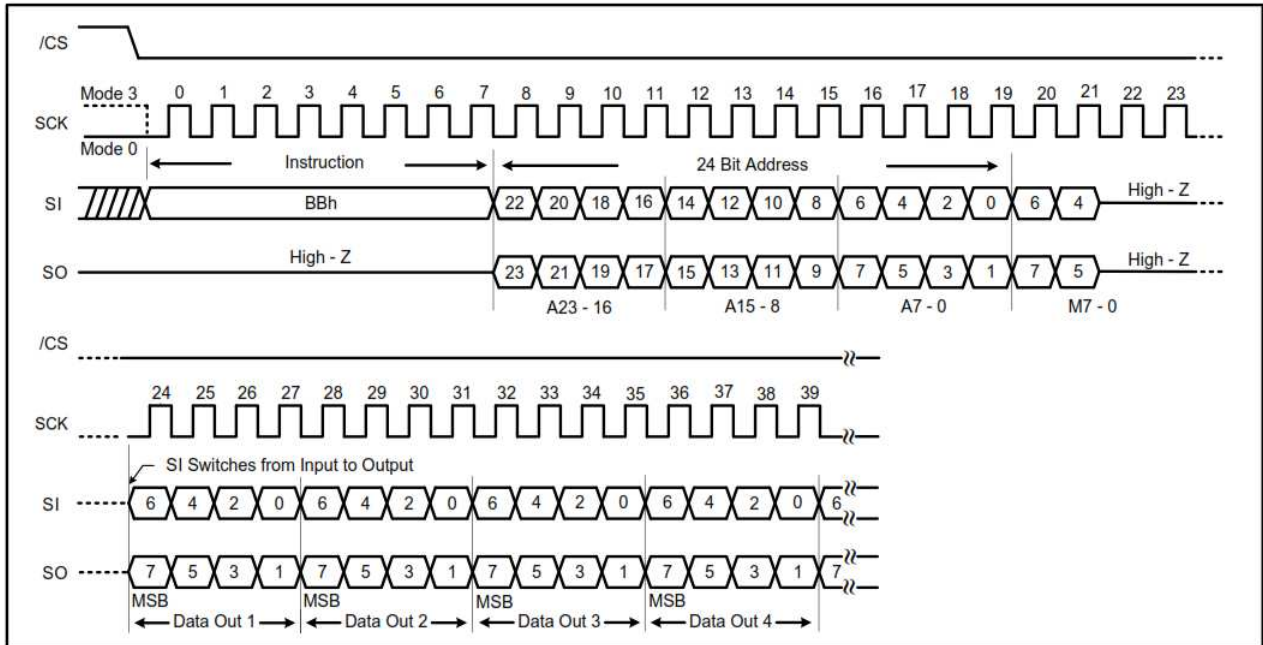 /CS
Mode 3 0 1 2 3 4 5 6 7 8 9 10 11 12 13 14 15 16 17 18 19 20 21 22 23
SCK
Mode 0
Instruction 24 Bit Address
SI BBh 22 20 18 16 14 12 10 8 6 4 2 0 6 4 High - Z
SO High - Z 23 21 19 17 15 13 11 9 7 5 3 1 7 5 High - Z
A23 - 16 A15 - 8 A7 - 0 M7 - 0
/CS
24 25 26 27 28 29 30 31 32 33 34 35 36 37 38 39
SCK
SI Switches from Input to Output
SI 6 4 2 0 6 4 2 0 6 4 2 0 6 4 2 0 6
SO 7 5 3 1 7 5 3 1 7 5 3 1 7 5 3 1 7
MSB MSB MSB MSB
Data Out 1 Data Out 2 Data Out 3 Data Out 4